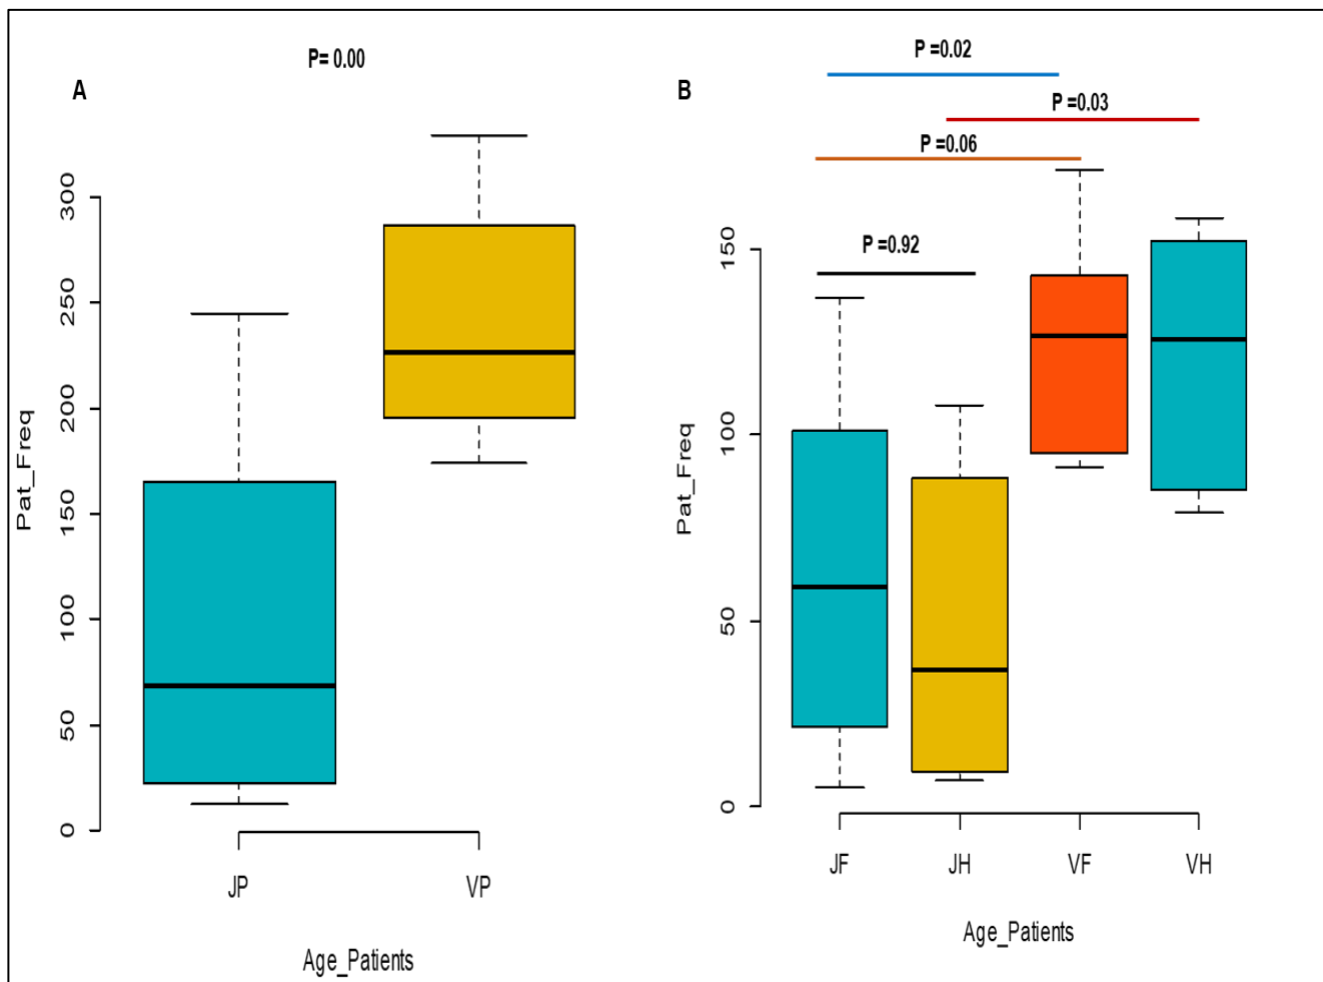 P= 0.00
A
300
250
200
150
100
50
0
Pat_Freq
JP VP
Age_Patients
P =0.02
B
P =0.03
P =0.06
P =0.92
150
100
50
0
Pat_Freq
JF JH VF VH
Age_Patients